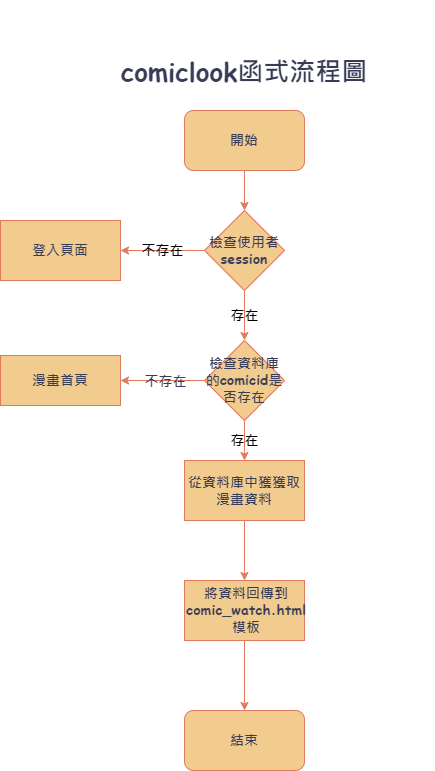 comiclook函式流程圖
開始
檢查使用者
session
不存在
登入頁面
存在
檢查資料庫
的comicid是
否存在
不存在
漫畫首頁
存在
從資料庫中獲獲取
漫畫資料
將資料回傳到
comic_watch.html
模板
結束